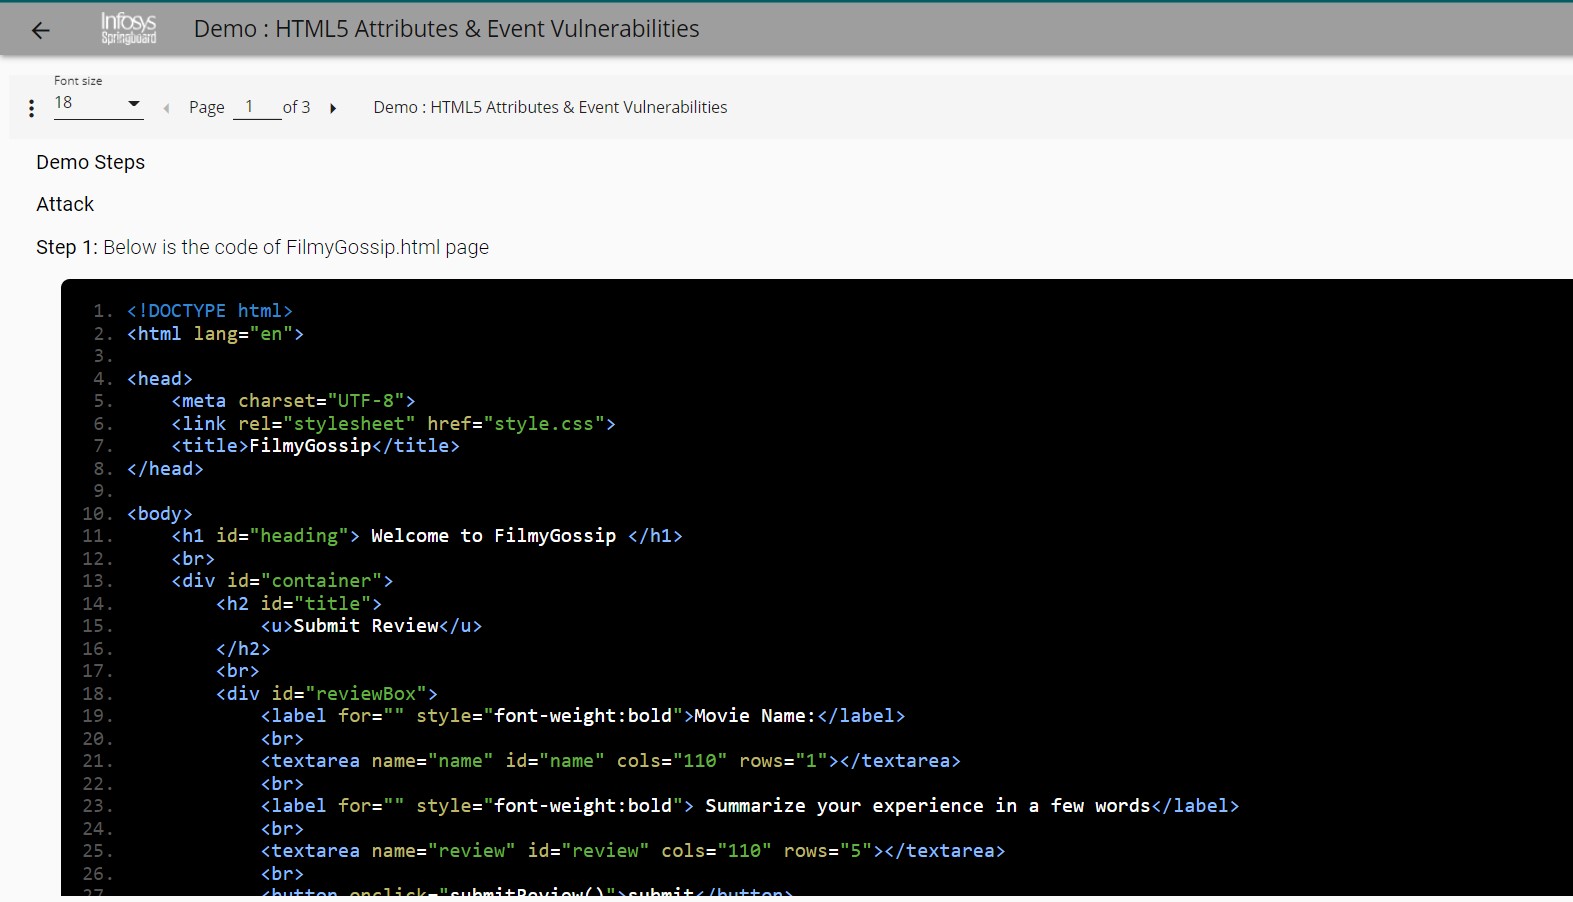 Infosys
Springboard
Demo : HTML5 Attributes & Event Vulnerabilities
Font size
18
Page 1 of 3
Demo : HTML5 Attributes & Event Vulnerabilities
Demo Steps
Attack
Step 1: Below is the code of FilmyGossip.html page
1. <!DOCTYPE html>
2. <html lang="en">
3.
4. <head>
5.     <meta charset="UTF-8">
6.     <link rel="stylesheet" href="style.css">
7.     <title>FilmyGossip</title>
8. </head>
9.
10. <body>
11.     <h1 id="heading"> Welcome to FilmyGossip </h1>
12.     <br>
13.     <div id="container">
14.         <h2 id="title">
15.             <u>Submit Review</u>
16.         </h2>
17.         <br>
18.         <div id="reviewBox">
19.             <label for="" style="font-weight:bold">Movie Name:</label>
20.             <br>
21.             <textarea name="name" id="name" cols="110" rows="1"></textarea>
22.             <br>
23.             <label for="" style="font-weight:bold"> Summarize your experience in a few words</label>
24.             <br>
25.             <textarea name="review" id="review" cols="110" rows="5"></textarea>
26.             <br>
27.             <button onclick="submitReview()">submit</button>